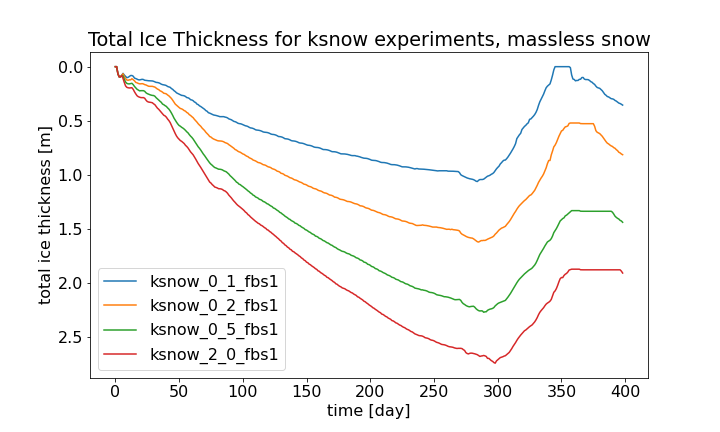 Total Ice Thickness for ksnow experiments, massless snow
total ice thickness [m]
0.0
0.5
1.0
1.5
2.0
2.5
ksnow_0_1_fbs1
ksnow_0_2_fbs1
ksnow_0_5_fbs1
ksnow_2_0_fbs1
0 50 100 150 200 250 300 350 400
time [day]